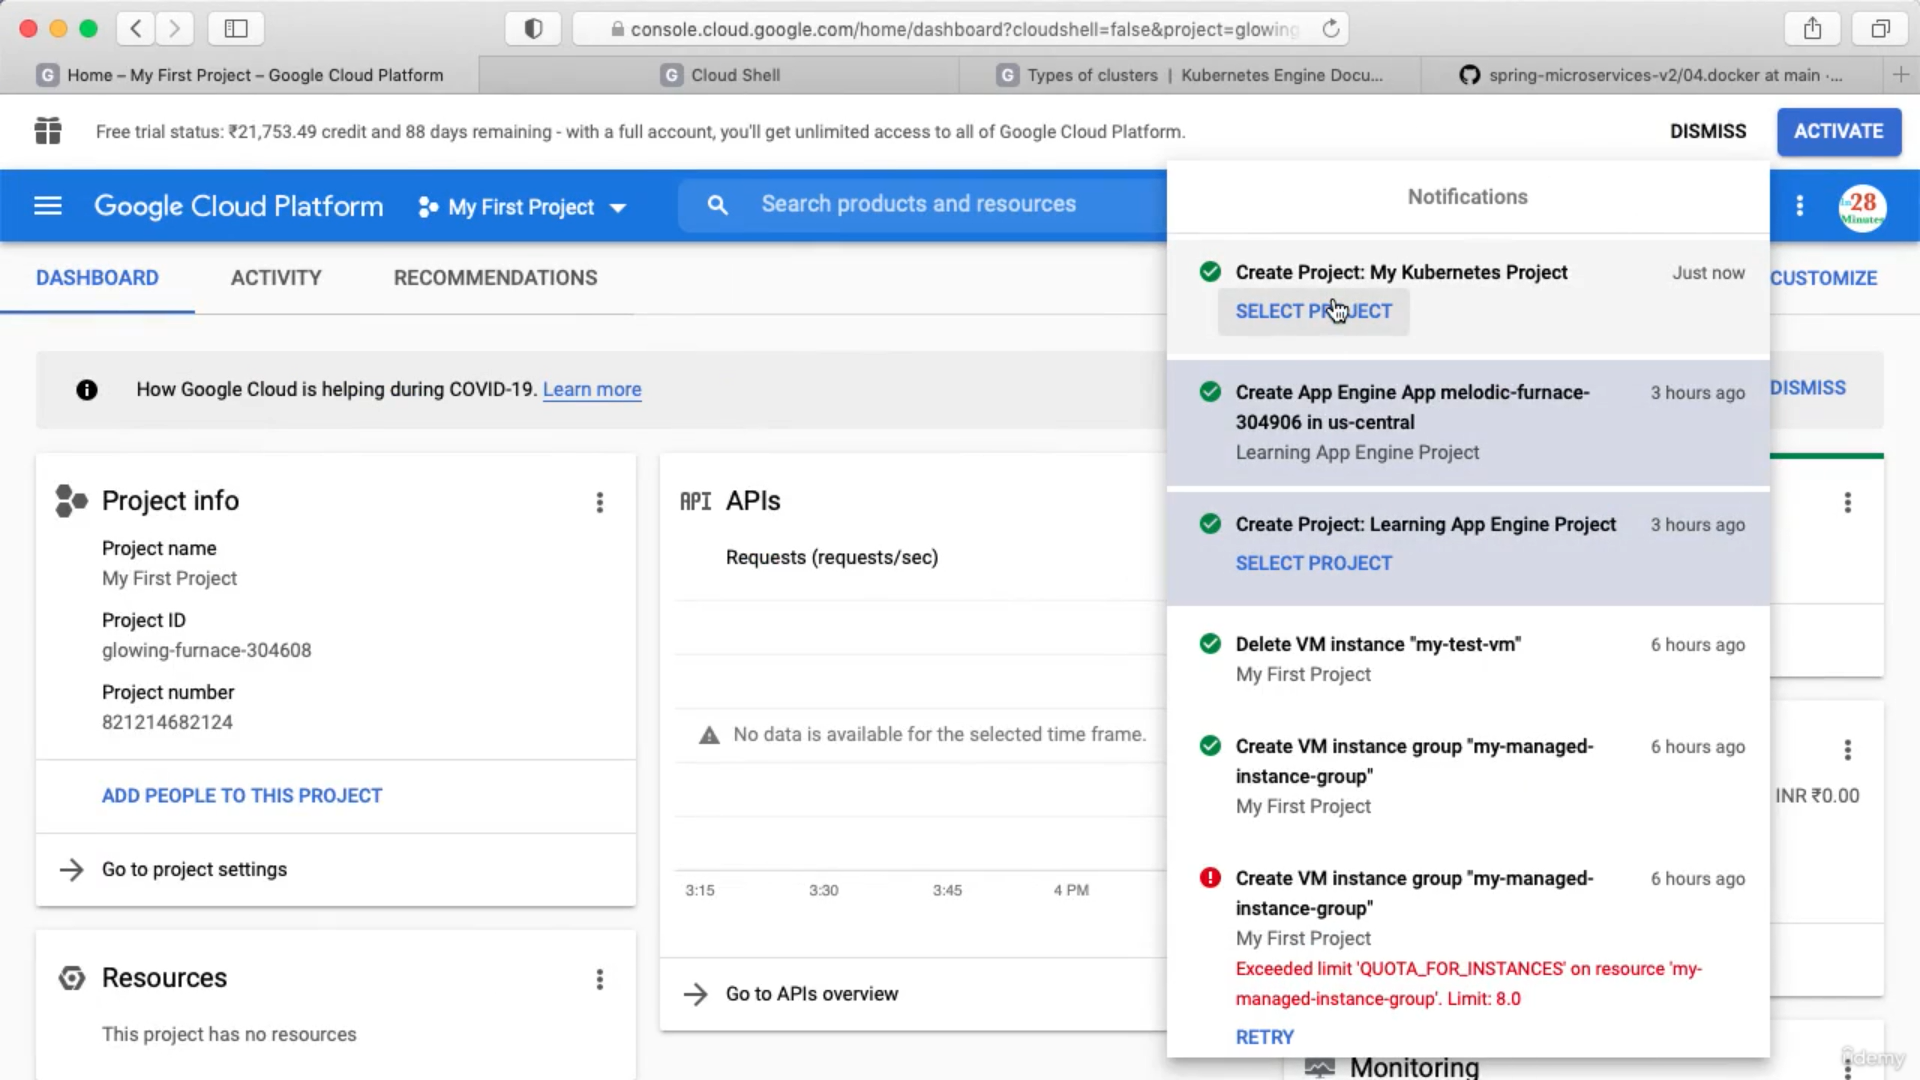 console.cloud.google.com/home/dashboard?cloudshell=false&project=glowing
Home – My First Project – Google Cloud Platform
Cloud Shell
Types of clusters | Kubernetes Engine Docu...
spring-microservices-v2/04.docker at main ·...
Free trial status: ₹21,753.49 credit and 88 days remaining - with a full account, you'll get unlimited access to all of Google Cloud Platform.
DISMISS
ACTIVATE
Google Cloud Platform
My First Project
Search products and resources
in 28
Minutes
DASHBOARD
ACTIVITY
RECOMMENDATIONS
CUSTOMIZE
How Google Cloud is helping during COVID-19. Learn more
DISMISS
Project info
Project name
My First Project
Project ID
glowing-furnace-304608
Project number
821214682124
ADD PEOPLE TO THIS PROJECT
Go to project settings
Resources
This project has no resources
API APIs
Requests (requests/sec)
No data is available for the selected time frame.
3:15 3:30 3:45 4 PM
Go to APIs overview
Notifications
Create Project: My Kubernetes Project
Just now
SELECT PROJECT
Create App Engine App melodic-furnace-
304906 in us-central
3 hours ago
Learning App Engine Project
Create Project: Learning App Engine Project
3 hours ago
SELECT PROJECT
Delete VM instance "my-test-vm"
6 hours ago
My First Project
Create VM instance group "my-managed-
instance-group"
6 hours ago
My First Project
Create VM instance group "my-managed-
instance-group"
6 hours ago
My First Project
Exceeded limit 'QUOTA_FOR_INSTANCES' on resource 'my-
managed-instance-group'. Limit: 8.0
RETRY
INR ₹0.00
Monitoring
ûdemy